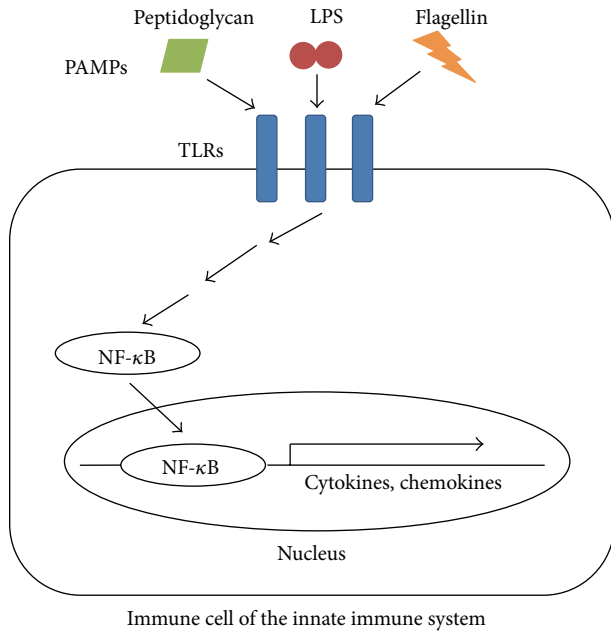 Peptidoglycan
LPS
Flagellin
PAMPs
TLRs
NF-κB
NF-κB
Cytokines, chemokines
Nucleus
Immune cell of the innate immune system